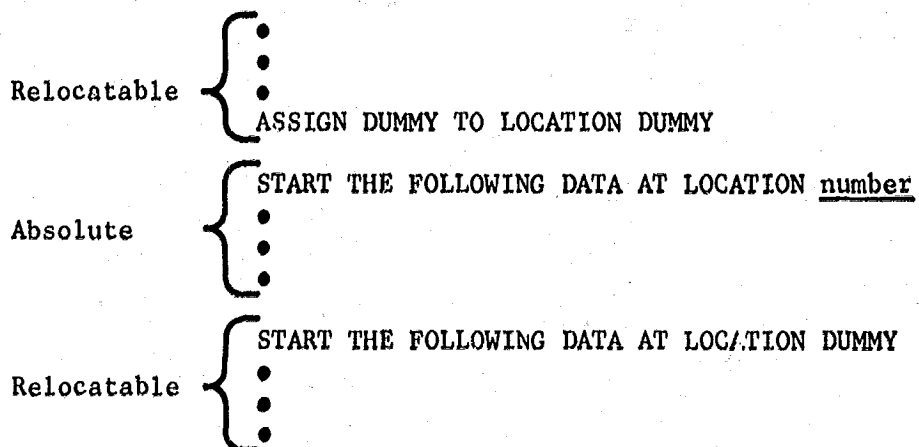 Relocatable
ASSIGN DUMMY TO LOCATION DUMMY
START THE FOLLOWING DATA AT LOCATION number
Absolute
START THE FOLLOWING DATA AT LOCATION DUMMY
Relocatable